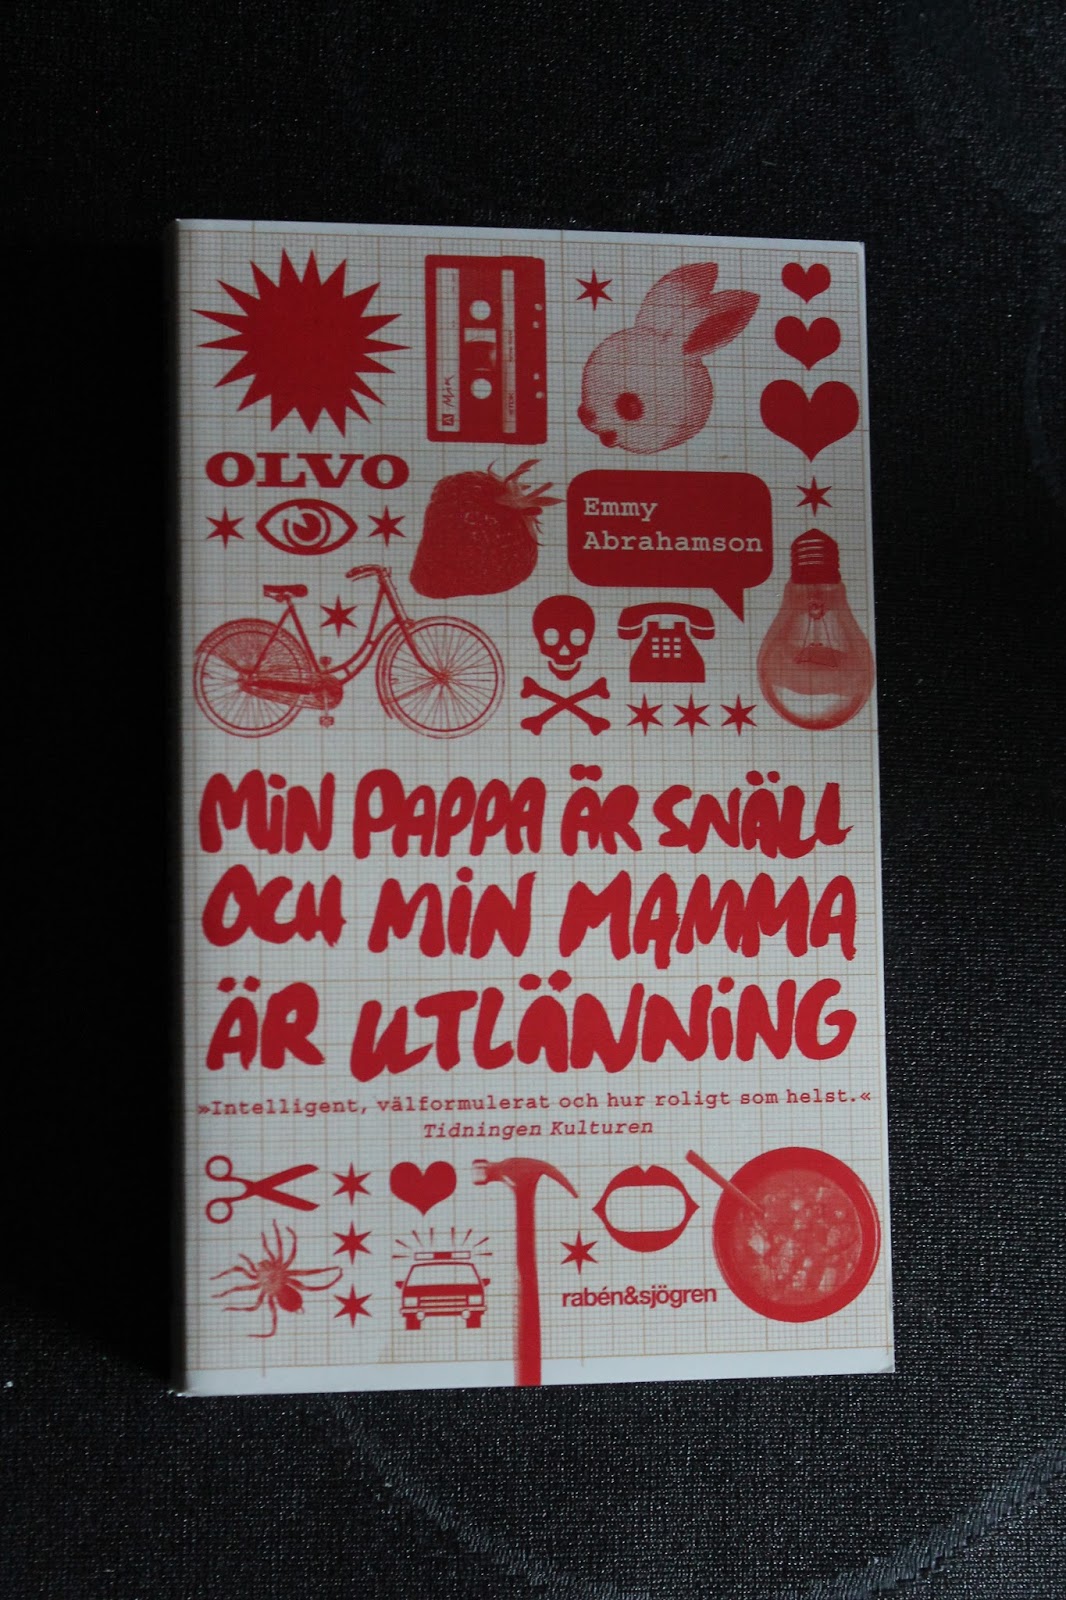 OLVO
Emmy
Abrahamson
MiN PAPPA ÄR SNÄLL
OCH MiN MAMMA
ÄR UTLÄNNiNG
»Intelligent, välformulerat och hur roligt som helst.«
Tidningen Kulturen
rabén&sjögren